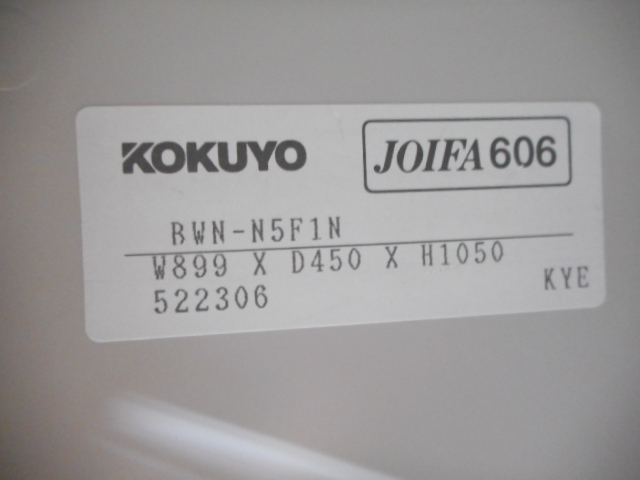 KOKUYO JOIFA 606
BWN-N5F1N
W899 X D450 X H1050
522306 KYE